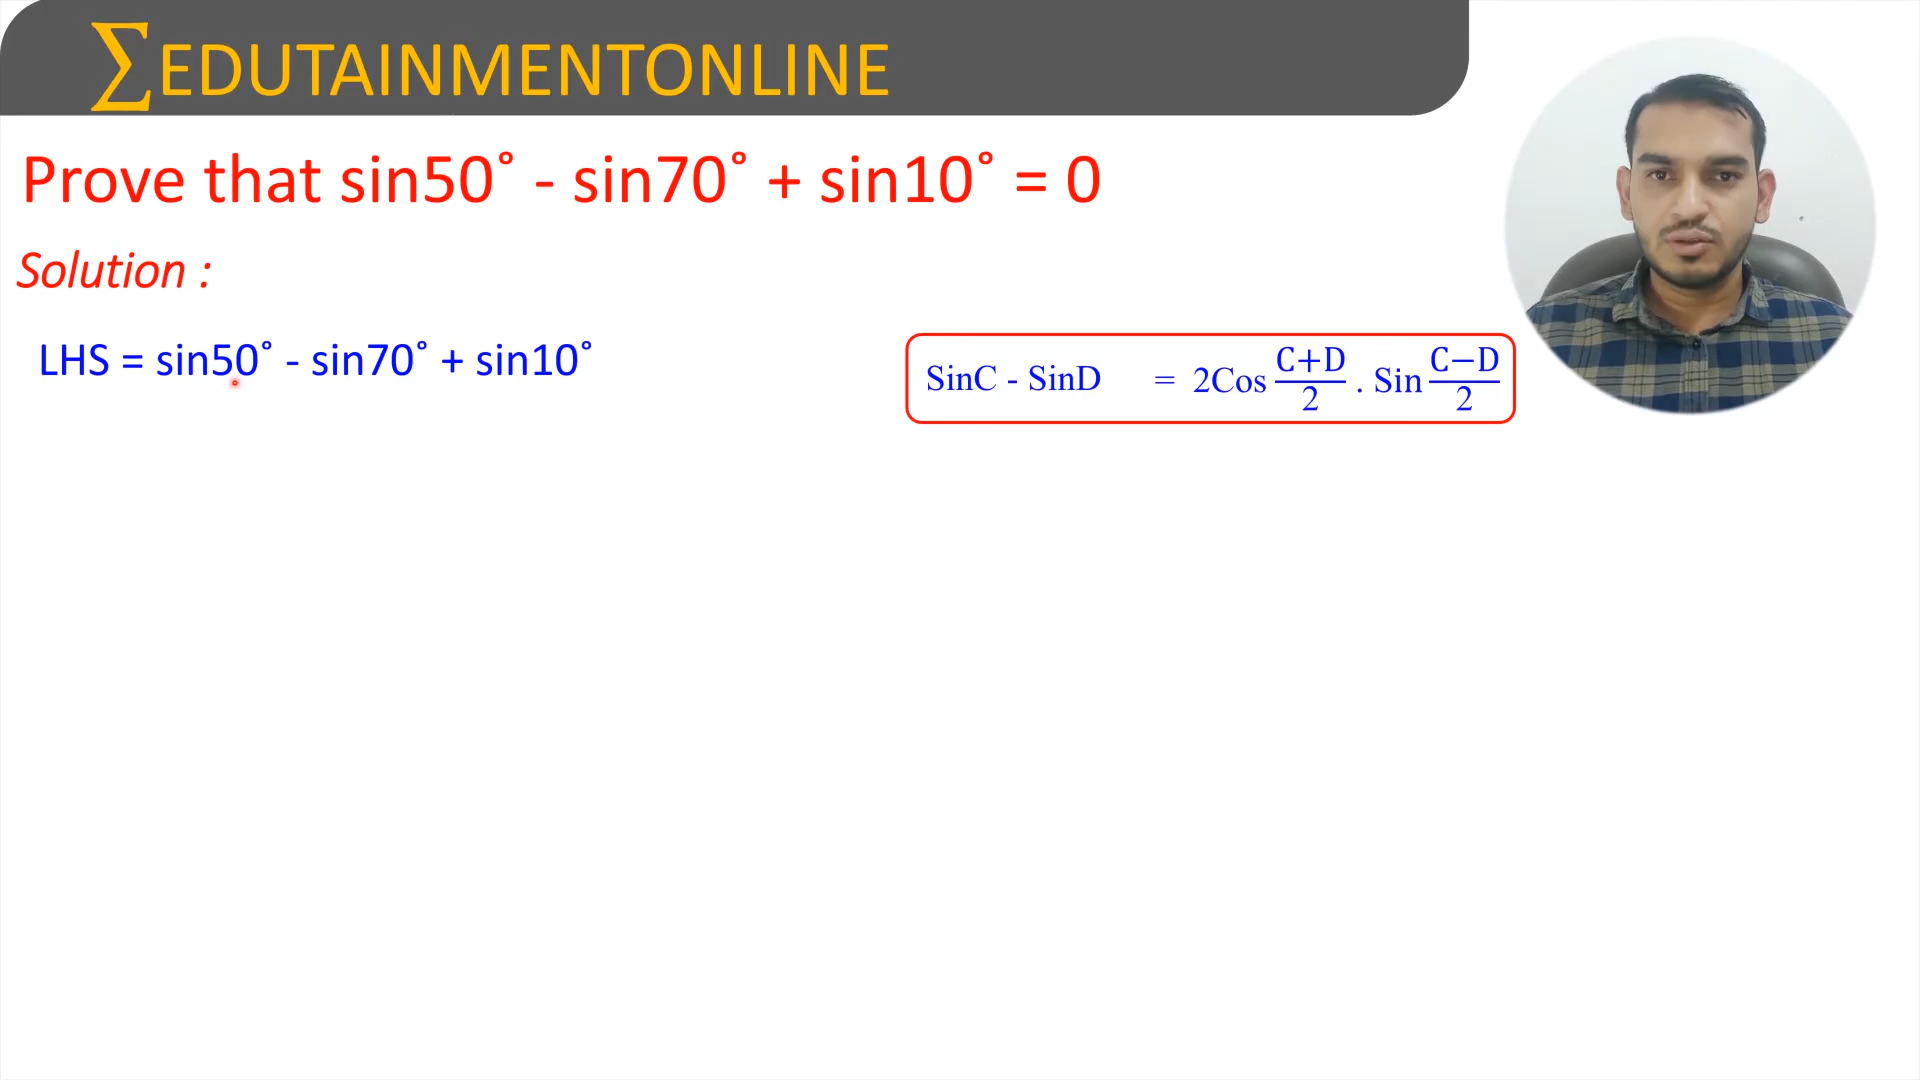 ∑EDUTAINMENTONLINE
Prove that sin50˚ - sin70˚ + sin10˚ = 0
Solution :
LHS = sin50˚ - sin70˚ + sin10˚
SinC - SinD = 2Cos (C+D)/2 . Sin (C−D)/2